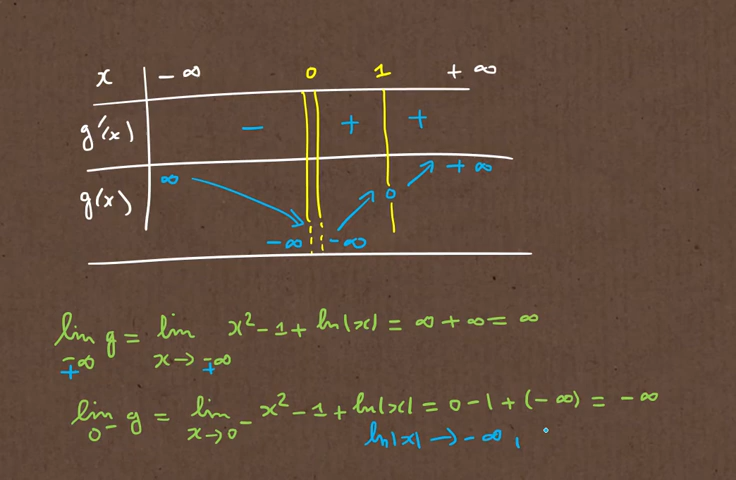 x -∞ 0 1 +∞
g'(x) - + +
g(x) ∞ -∞ -∞ 0 +∞
lim g = lim x²-1+ln|x| = ∞+∞ = ∞
-∞ x→-∞
+ +
lim g = lim x²-1+ln|x| = 0-1+(-∞) = -∞
0⁻ x→0⁻
ln|x| → -∞,